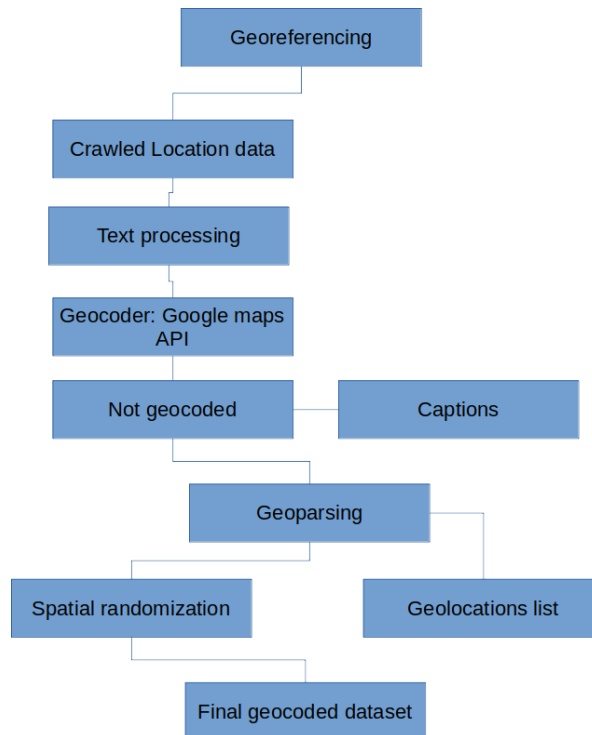 Georeferencing
Crawled Location data
Text processing
Geocoder: Google maps
API
Not geocoded
Captions
Geoparsing
Spatial randomization
Geolocations list
Final geocoded dataset